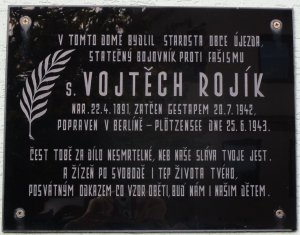 V TOMTO DOMĚ BYDLIL STAROSTA OBCE ÚJEZDA,
STATEČNÝ BOJOVNÍK PROTI FAŠISMU
S. VOJTĚCH ROJÍK
NAR. 22.4.1891, ZATČEN GESTAPEM 20.7.1942,
POPRAVEN V BERLÍNĚ - PLÖTZENSEE DNE 25.6.1943.
ČEST TOBĚ ZA DÍLO NESMRTELNÉ, NEB NAŠE SLÁVA TVOJE JEST.
A ŽÍZEŇ PO SVOBODĚ I TEP ŽIVOTA TVÉHO,
POSVÁTNÝM ODKAZEM CO VZOR OBĚTI, BUĎ NÁM I NAŠIM DĚTEM.